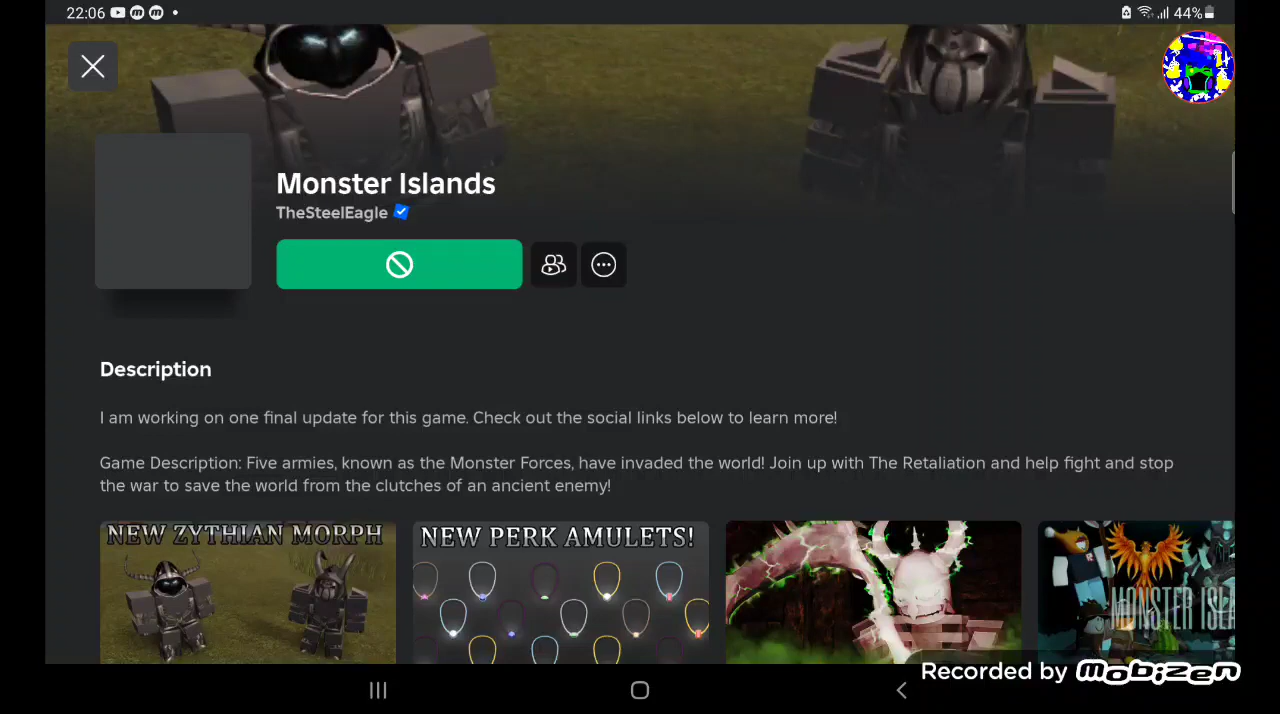 22:06
44%
Monster Islands
TheSteelEagle
Description
I am working on one final update for this game. Check out the social links below to learn more!
Game Description: Five armies, known as the Monster Forces, have invaded the world! Join up with The Retaliation and help fight and stop
the war to save the world from the clutches of an ancient enemy!
NEW ZYTHIAN MORPH
NEW PERK AMULETS!
MONSTER ISL
Recorded by mobizen